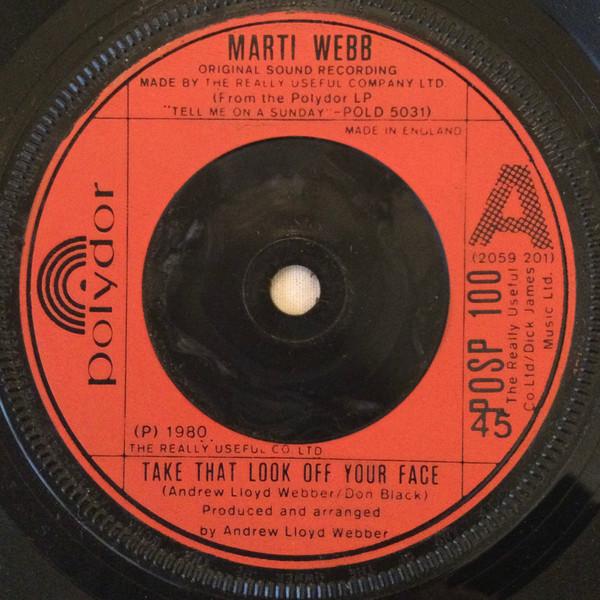 MARTI WEBB
ORIGINAL SOUND RECORDING
MADE BY THE REALLY USEFUL COMPANY LTD.
(From the Polydor LP
"TELL ME ON A SUNDAY"-POLD 5031)
MADE IN ENGLAND
polydor
A
(2059 201)
POSP 100
The Really Useful
Co Ltd/Dick James
Music Ltd.
45
(P) 1980
THE REALLY USEFUL CO. LTD
TAKE THAT LOOK OFF YOUR FACE
(Andrew Lloyd Webber/Don Black)
Produced and arranged
by Andrew Lloyd Webber